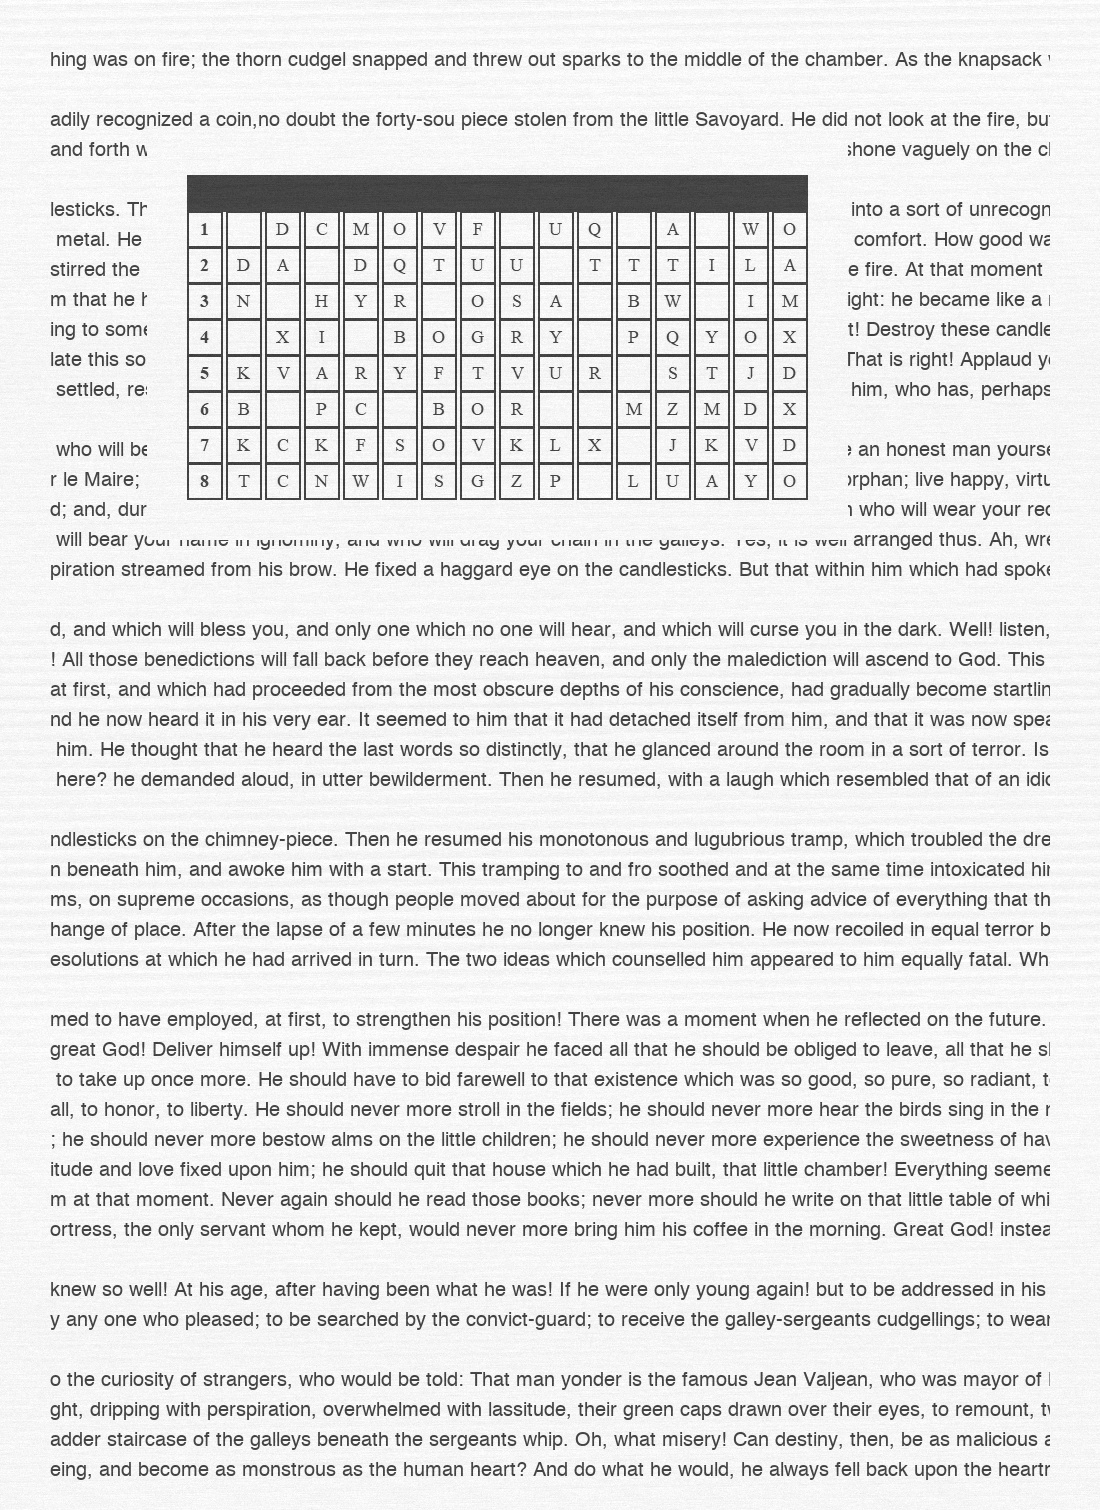 hing was on fire; the thorn cudgel snapped and threw out sparks to the middle of the chamber. As the knapsack
adily recognized a coin,no doubt the forty-sou piece stolen from the little Savoyard. He did not look at the fire, but
and forth w shone vaguely on the cl
1 D C M O V F U Q A W O
2 D A D Q T U U T T T I L A
3 N H Y R O S A B W I M
4 X I B O G R Y P Q Y O X
5 K V A R Y F T V U R S T J D
6 B P C B O R M Z M D X
7 K C K F S O V K L X J K V D
8 T C N W I S G Z P L U A Y O
lesticks. Th into a sort of unrecogn
metal. He comfort. How good wa
stirred the e fire. At that moment
m that he h ight: he became like a
ing to some t! Destroy these candle
late this so That is right! Applaud y
settled, res him, who has, perhaps
who will be e an honest man yourse
r le Maire; orphan; live happy, virtu
d; and, dur n who will wear your red
will bear your name in ignominy, and who will drag your chain in the galleys. Yes, it is well arranged thus. Ah, wre
piration streamed from his brow. He fixed a haggard eye on the candlesticks. But that within him which had spoke
d, and which will bless you, and only one which no one will hear, and which will curse you in the dark. Well! listen,
! All those benedictions will fall back before they reach heaven, and only the malediction will ascend to God. This
at first, and which had proceeded from the most obscure depths of his conscience, had gradually become startlin
nd he now heard it in his very ear. It seemed to him that it had detached itself from him, and that it was now spea
him. He thought that he heard the last words so distinctly, that he glanced around the room in a sort of terror. Is
here? he demanded aloud, in utter bewilderment. Then he resumed, with a laugh which resembled that of an idio
ndlesticks on the chimney-piece. Then he resumed his monotonous and lugubrious tramp, which troubled the dre
n beneath him, and awoke him with a start. This tramping to and fro soothed and at the same time intoxicated him
ms, on supreme occasions, as though people moved about for the purpose of asking advice of everything that th
hange of place. After the lapse of a few minutes he no longer knew his position. He now recoiled in equal terror b
esolutions at which he had arrived in turn. The two ideas which counselled him appeared to him equally fatal. Wh
med to have employed, at first, to strengthen his position! There was a moment when he reflected on the future.
great God! Deliver himself up! With immense despair he faced all that he should be obliged to leave, all that he sh
to take up once more. He should have to bid farewell to that existence which was so good, so pure, so radiant, t
all, to honor, to liberty. He should never more stroll in the fields; he should never more hear the birds sing in the m
; he should never more bestow alms on the little children; he should never more experience the sweetness of hav
itude and love fixed upon him; he should quit that house which he had built, that little chamber! Everything seeme
m at that moment. Never again should he read those books; never more should he write on that little table of whi
ortress, the only servant whom he kept, would never more bring him his coffee in the morning. Great God! instea
knew so well! At his age, after having been what he was! If he were only young again! but to be addressed in his
y any one who pleased; to be searched by the convict-guard; to receive the galley-sergeants cudgellings; to wear
o the curiosity of strangers, who would be told: That man yonder is the famous Jean Valjean, who was mayor of
ght, dripping with perspiration, overwhelmed with lassitude, their green caps drawn over their eyes, to remount, tw
adder staircase of the galleys beneath the sergeants whip. Oh, what misery! Can destiny, then, be as malicious a
eing, and become as monstrous as the human heart? And do what he would, he always fell back upon the heartr